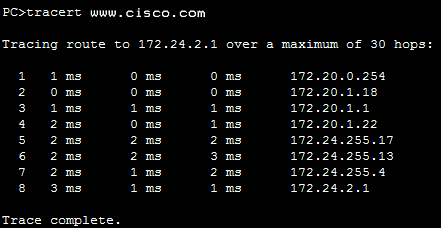 PC>tracert www.cisco.com
Tracing route to 172.24.2.1 over a maximum of 30 hops:
1 1 ms 0 ms 0 ms 172.20.0.254
2 0 ms 0 ms 0 ms 172.20.1.18
3 1 ms 1 ms 1 ms 172.20.1.1
4 2 ms 0 ms 1 ms 172.20.1.22
5 2 ms 2 ms 2 ms 172.24.255.17
6 2 ms 2 ms 3 ms 172.24.255.13
7 2 ms 1 ms 2 ms 172.24.255.4
8 3 ms 1 ms 1 ms 172.24.2.1
Trace complete.